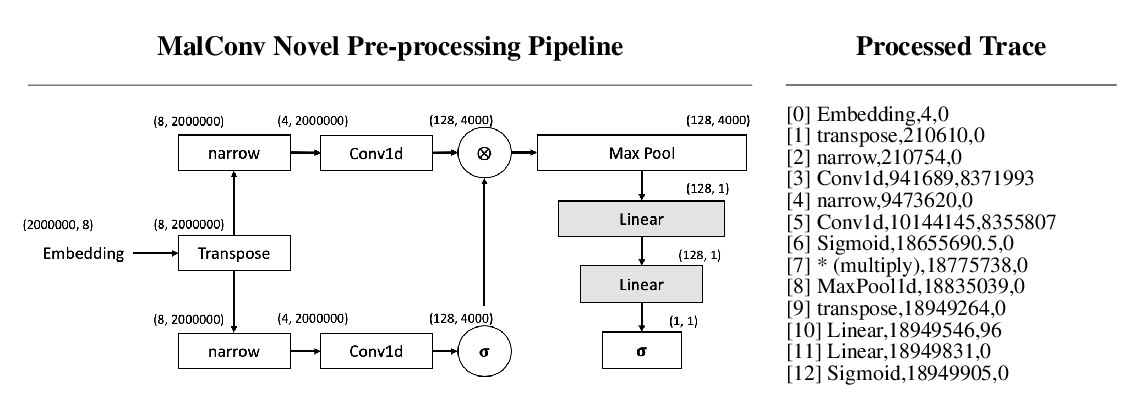 MalConv Novel Pre-processing Pipeline
(8, 2000000)
(4, 2000000)
(128, 4000)
(128, 4000)
narrow
Conv1d
⊗
Max Pool
(128, 1)
Linear
(2000000, 8)
(8, 2000000)
Embedding
Transpose
(128, 1)
Linear
(8, 2000000)
(4, 2000000)
(128, 4000)
(1, 1)
narrow
Conv1d
σ
σ
Processed Trace
[0] Embedding,4,0
[1] transpose,210610,0
[2] narrow,210754,0
[3] Conv1d,941689,8371993
[4] narrow,9473620,0
[5] Conv1d,10144145,8355807
[6] Sigmoid,18655690.5,0
[7] * (multiply),18775738,0
[8] MaxPool1d,18835039,0
[9] transpose,18949264,0
[10] Linear,18949546,96
[11] Linear,18949831,0
[12] Sigmoid,18949905,0